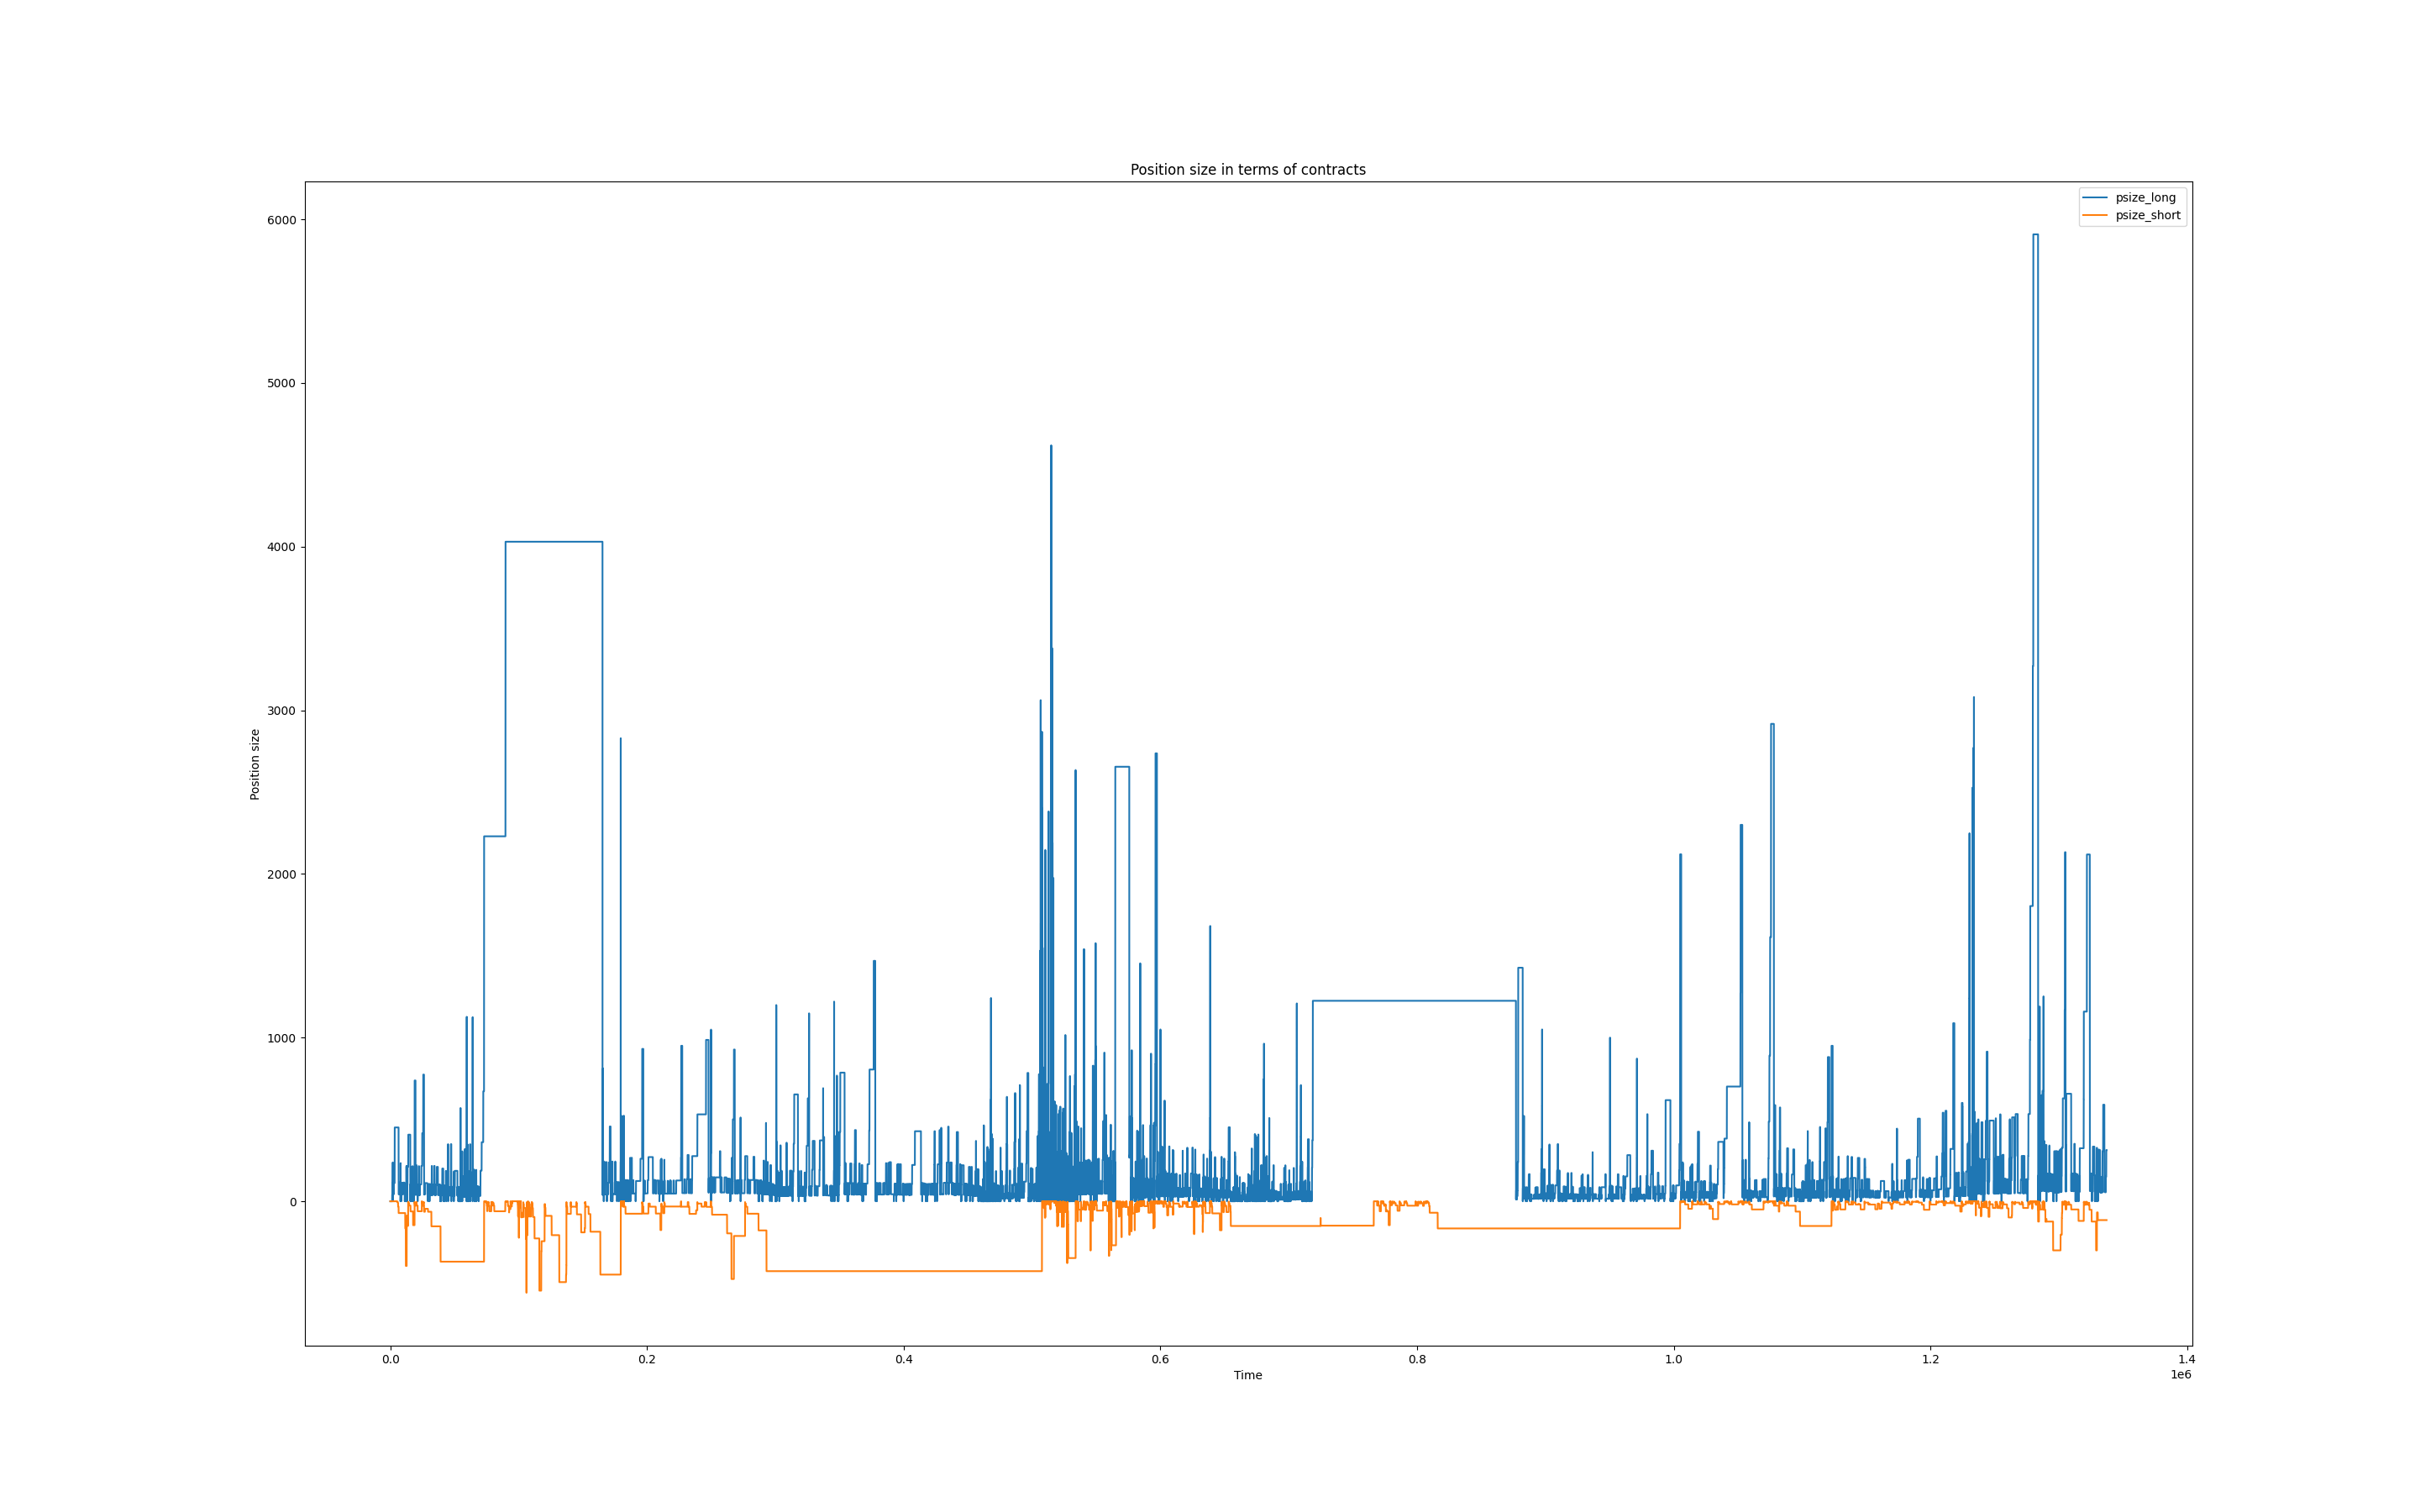 Position size in terms of contracts
psize_long
psize_short
Position size
6000
5000
4000
3000
2000
1000
0
0.0 0.2 0.4 0.6 0.8 1.0 1.2 1.4
Time
1e6